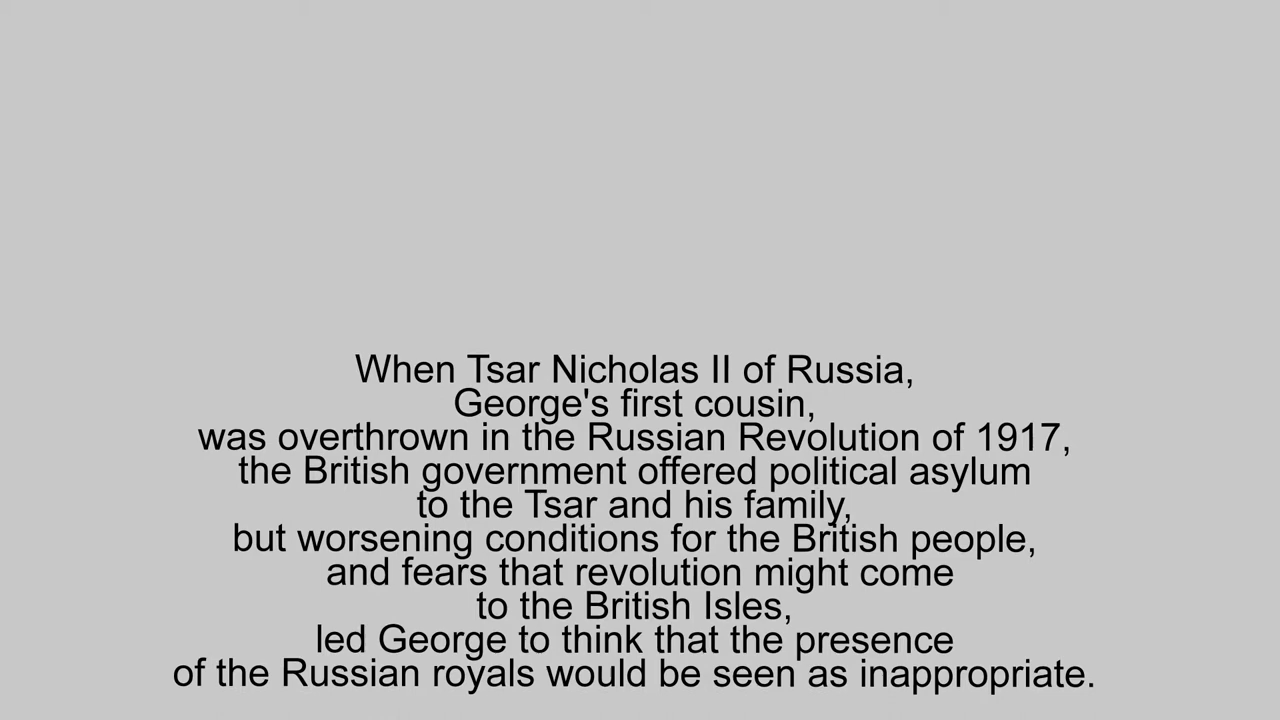 When Tsar Nicholas II of Russia,
George's first cousin,
was overthrown in the Russian Revolution of 1917,
the British government offered political asylum
to the Tsar and his family,
but worsening conditions for the British people,
and fears that revolution might come
to the British Isles,
led George to think that the presence
of the Russian royals would be seen as inappropriate.